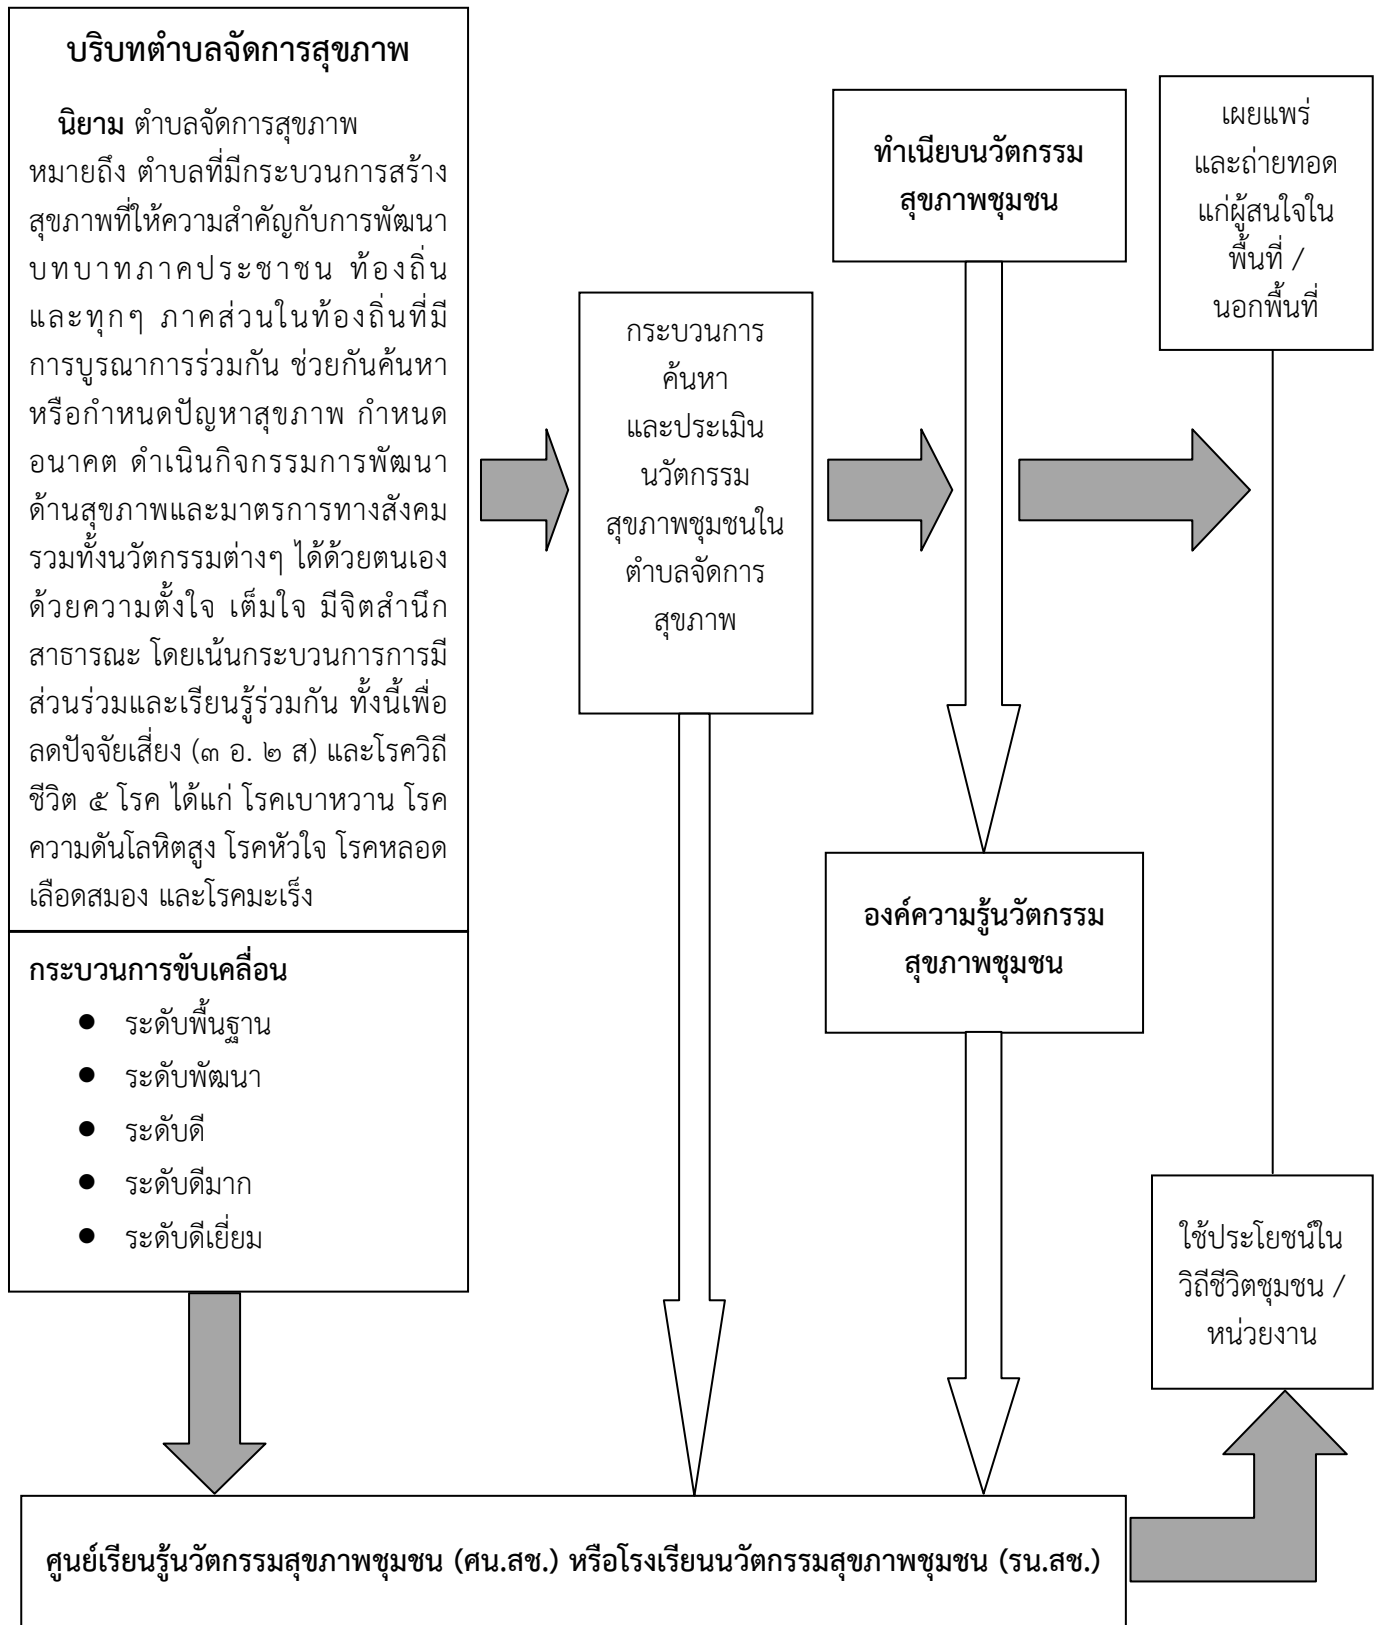 บริบทตำบลจัดการสุขภาพ
นิยาม ตำบลจัดการสุขภาพ
หมายถึง ตำบลที่มีกระบวนการสร้าง
สุขภาพที่ให้ความสำคัญกับการพัฒนา
บทบาทภาคประชาชน ท้องถิ่น
และทุกๆ ภาคส่วนในท้องถิ่นที่มี
การบูรณาการร่วมกัน ช่วยกันค้นหา
หรือกำหนดปัญหาสุขภาพ กำหนด
อนาคต ดำเนินกิจกรรมการพัฒนา
ด้านสุขภาพและมาตรการทางสังคม
รวมทั้งนวัตกรรมต่างๆ ได้ด้วยตนเอง
ด้วยความตั้งใจ เต็มใจ มีจิตสำนึก
สาธารณะ โดยเน้นกระบวนการการมี
ส่วนร่วมและเรียนรู้ร่วมกัน ทั้งนี้เพื่อ
ลดปัจจัยเสี่ยง (๓ อ. ๒ ส) และโรควิถี
ชีวิต ๕ โรค ได้แก่ โรคเบาหวาน โรค
ความดันโลหิตสูง โรคหัวใจ โรคหลอด
เลือดสมอง และโรคมะเร็ง
กระบวนการขับเคลื่อน
● ระดับพื้นฐาน
● ระดับพัฒนา
● ระดับดี
● ระดับดีมาก
● ระดับดีเยี่ยม
กระบวนการ
ค้นหา
และประเมิน
นวัตกรรม
สุขภาพชุมชนใน
ตำบลจัดการ
สุขภาพ
ทำเนียบนวัตกรรม
สุขภาพชุมชน
องค์ความรู้นวัตกรรม
สุขภาพชุมชน
เผยแพร่
และถ่ายทอด
แก่ผู้สนใจใน
พื้นที่ /
นอกพื้นที่
ใช้ประโยชน์ใน
วิถีชีวิตชุมชน /
หน่วยงาน
ศูนย์เรียนรู้นวัตกรรมสุขภาพชุมชน (ศน.สช.) หรือโรงเรียนนวัตกรรมสุขภาพชุมชน (รน.สช.)